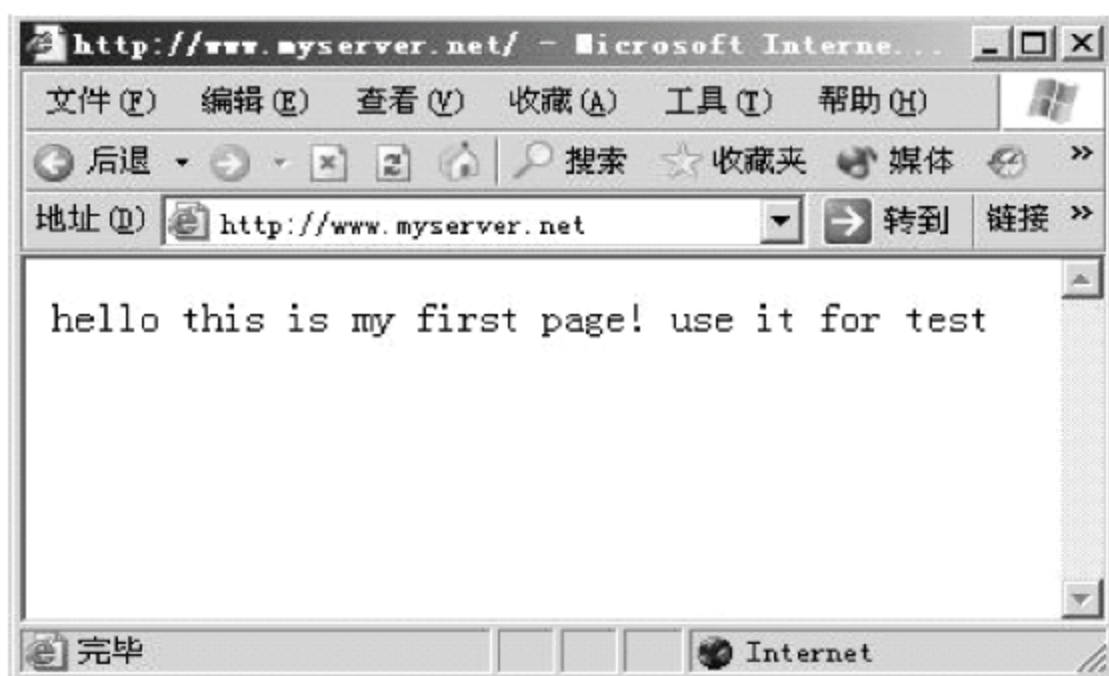 http://www.myserver.net/ - Microsoft Interne...
文件(F) 编辑(E) 查看(V) 收藏(A) 工具(T) 帮助(H)
后退 搜索 收藏夹 媒体 »
地址(D) http://www.myserver.net 转到 链接 »
hello this is my first page! use it for test
完毕 Internet